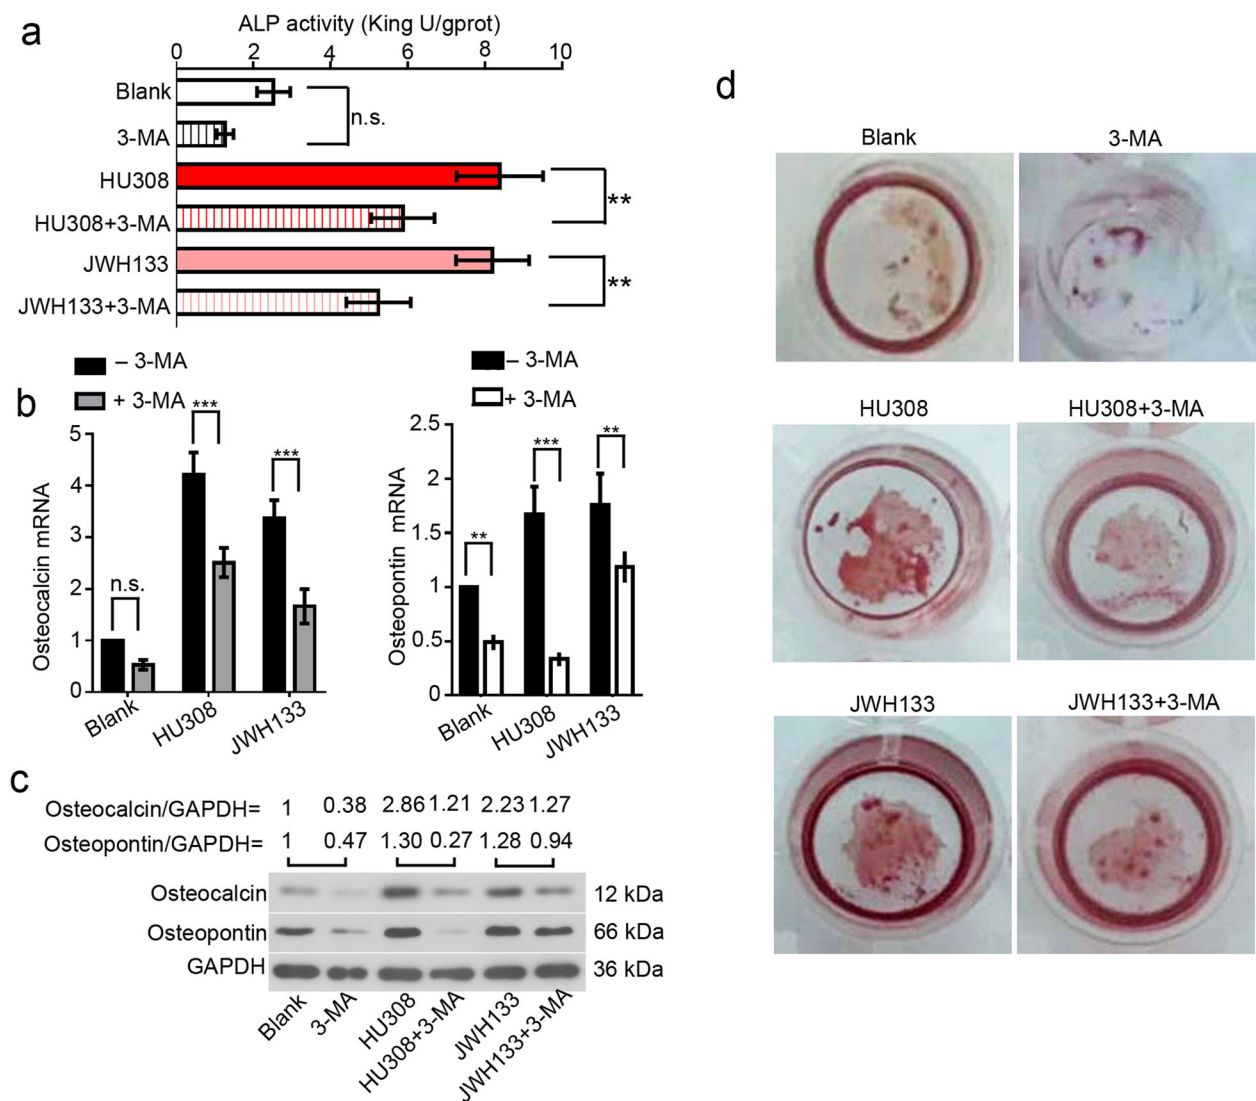 a
ALP activity (King U/gprot)
0 2 4 6 8 10
Blank
3-MA
n.s.
HU308
HU308+3-MA
**
JWH133
JWH133+3-MA
**
b
– 3-MA
+ 3-MA
Osteocalcin mRNA
5
4
3
2
1
0
n.s.
***
***
Blank
HU308
JWH133
– 3-MA
+ 3-MA
Osteopontin mRNA
2.5
2
1.5
1
0.5
0
**
***
**
Blank
HU308
JWH133
c
Osteocalcin/GAPDH= 1 0.38 2.86 1.21 2.23 1.27
Osteopontin/GAPDH= 1 0.47 1.30 0.27 1.28 0.94
Osteocalcin 12 kDa
Osteopontin 66 kDa
GAPDH 36 kDa
Blank
3-MA
HU308
HU308+3-MA
JWH133
JWH133+3-MA
d
Blank 3-MA
HU308 HU308+3-MA
JWH133 JWH133+3-MA